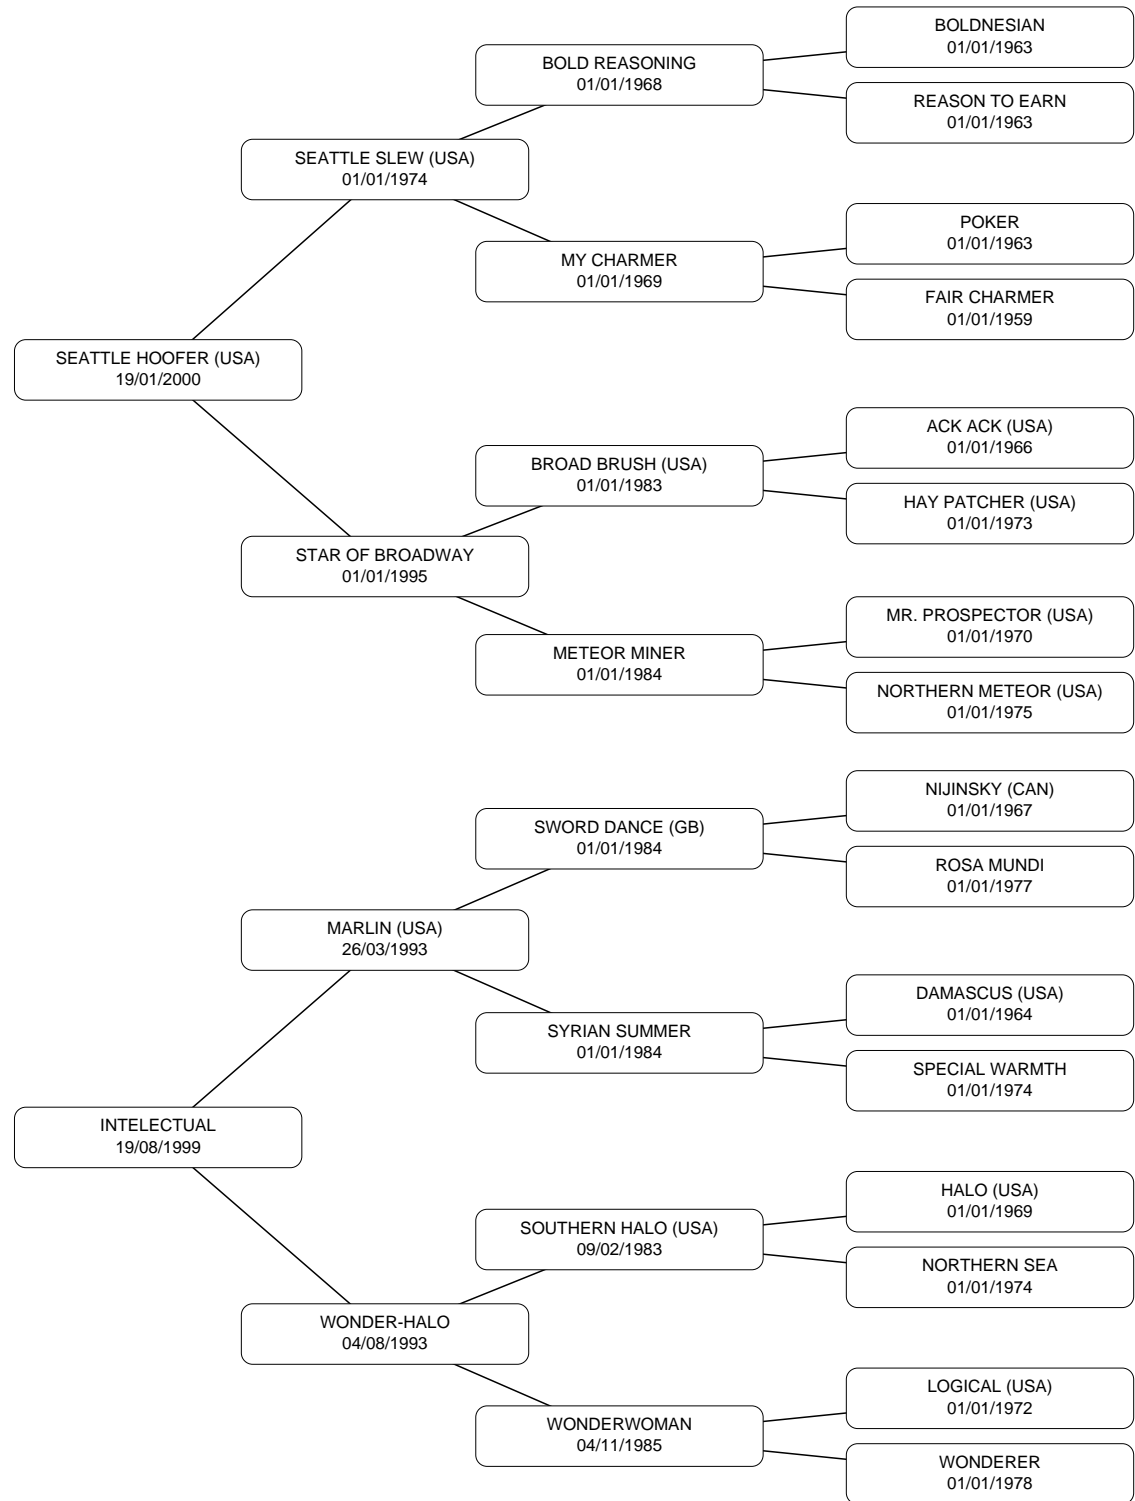 BOLDNESIAN
01/01/1963
BOLD REASONING
01/01/1968
REASON TO EARN
01/01/1963
SEATTLE SLEW (USA)
01/01/1974
POKER
01/01/1963
MY CHARMER
01/01/1969
FAIR CHARMER
01/01/1959
SEATTLE HOOFER (USA)
19/01/2000
ACK ACK (USA)
01/01/1966
BROAD BRUSH (USA)
01/01/1983
HAY PATCHER (USA)
01/01/1973
STAR OF BROADWAY
01/01/1995
MR. PROSPECTOR (USA)
01/01/1970
METEOR MINER
01/01/1984
NORTHERN METEOR (USA)
01/01/1975
NIJINSKY (CAN)
01/01/1967
SWORD DANCE (GB)
01/01/1984
ROSA MUNDI
01/01/1977
MARLIN (USA)
26/03/1993
DAMASCUS (USA)
01/01/1964
SYRIAN SUMMER
01/01/1984
SPECIAL WARMTH
01/01/1974
INTELECTUAL
19/08/1999
HALO (USA)
01/01/1969
SOUTHERN HALO (USA)
09/02/1983
NORTHERN SEA
01/01/1974
WONDER-HALO
04/08/1993
LOGICAL (USA)
01/01/1972
WONDERWOMAN
04/11/1985
WONDERER
01/01/1978